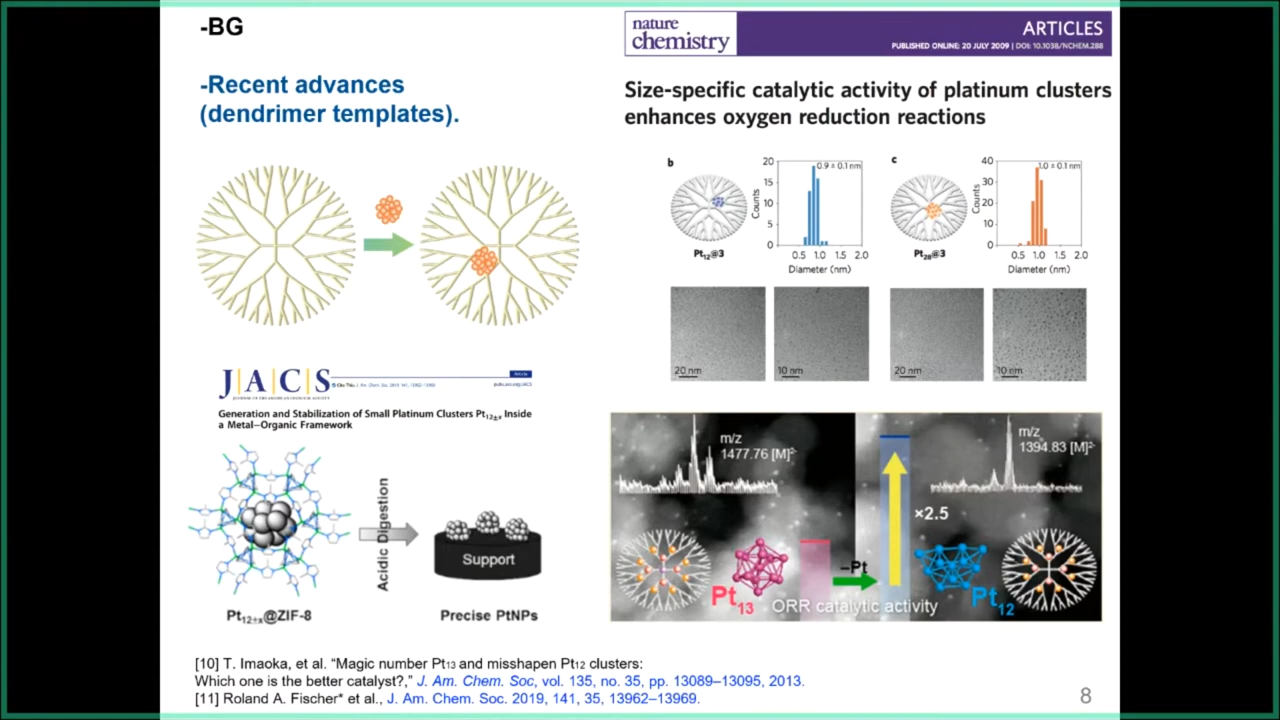 -BG
-Recent advances
(dendrimer templates).
nature
chemistry
ARTICLES
PUBLISHED ONLINE: 20 JULY 2009 | DOI: 10.1038/NCHEM.288
Size-specific catalytic activity of platinum clusters
enhances oxygen reduction reactions
b
20
15
10
5
0
Counts
0.9 ± 0.1 nm
0.5 1.0 1.5 2.0
Diameter (nm)
Pt12@3
c
40
30
20
10
0
Counts
1.0 ± 0.1 nm
0.5 1.0 1.5 2.0
Diameter (nm)
Pt28@3
20 nm
10 nm
20 nm
10 nm
J|A|C|S
JOURNAL OF THE AMERICAN CHEMICAL SOCIETY
Article
pubs.acs.org/JACS
Generation and Stabilization of Small Platinum Clusters Pt12±x Inside
a Metal−Organic Framework
Acidic Digestion
Support
Pt12±x@ZIF-8
Precise PtNPs
m/z
1477.76 [M]2-
m/z
1394.83 [M]2-
×2.5
−Pt
Pt13
ORR catalytic activity
Pt12
[10] T. Imaoka, et al. “Magic number Pt13 and misshapen Pt12 clusters:
Which one is the better catalyst?,” J. Am. Chem. Soc, vol. 135, no. 35, pp. 13089–13095, 2013.
[11] Roland A. Fischer* et al., J. Am. Chem. Soc. 2019, 141, 35, 13962–13969.
8